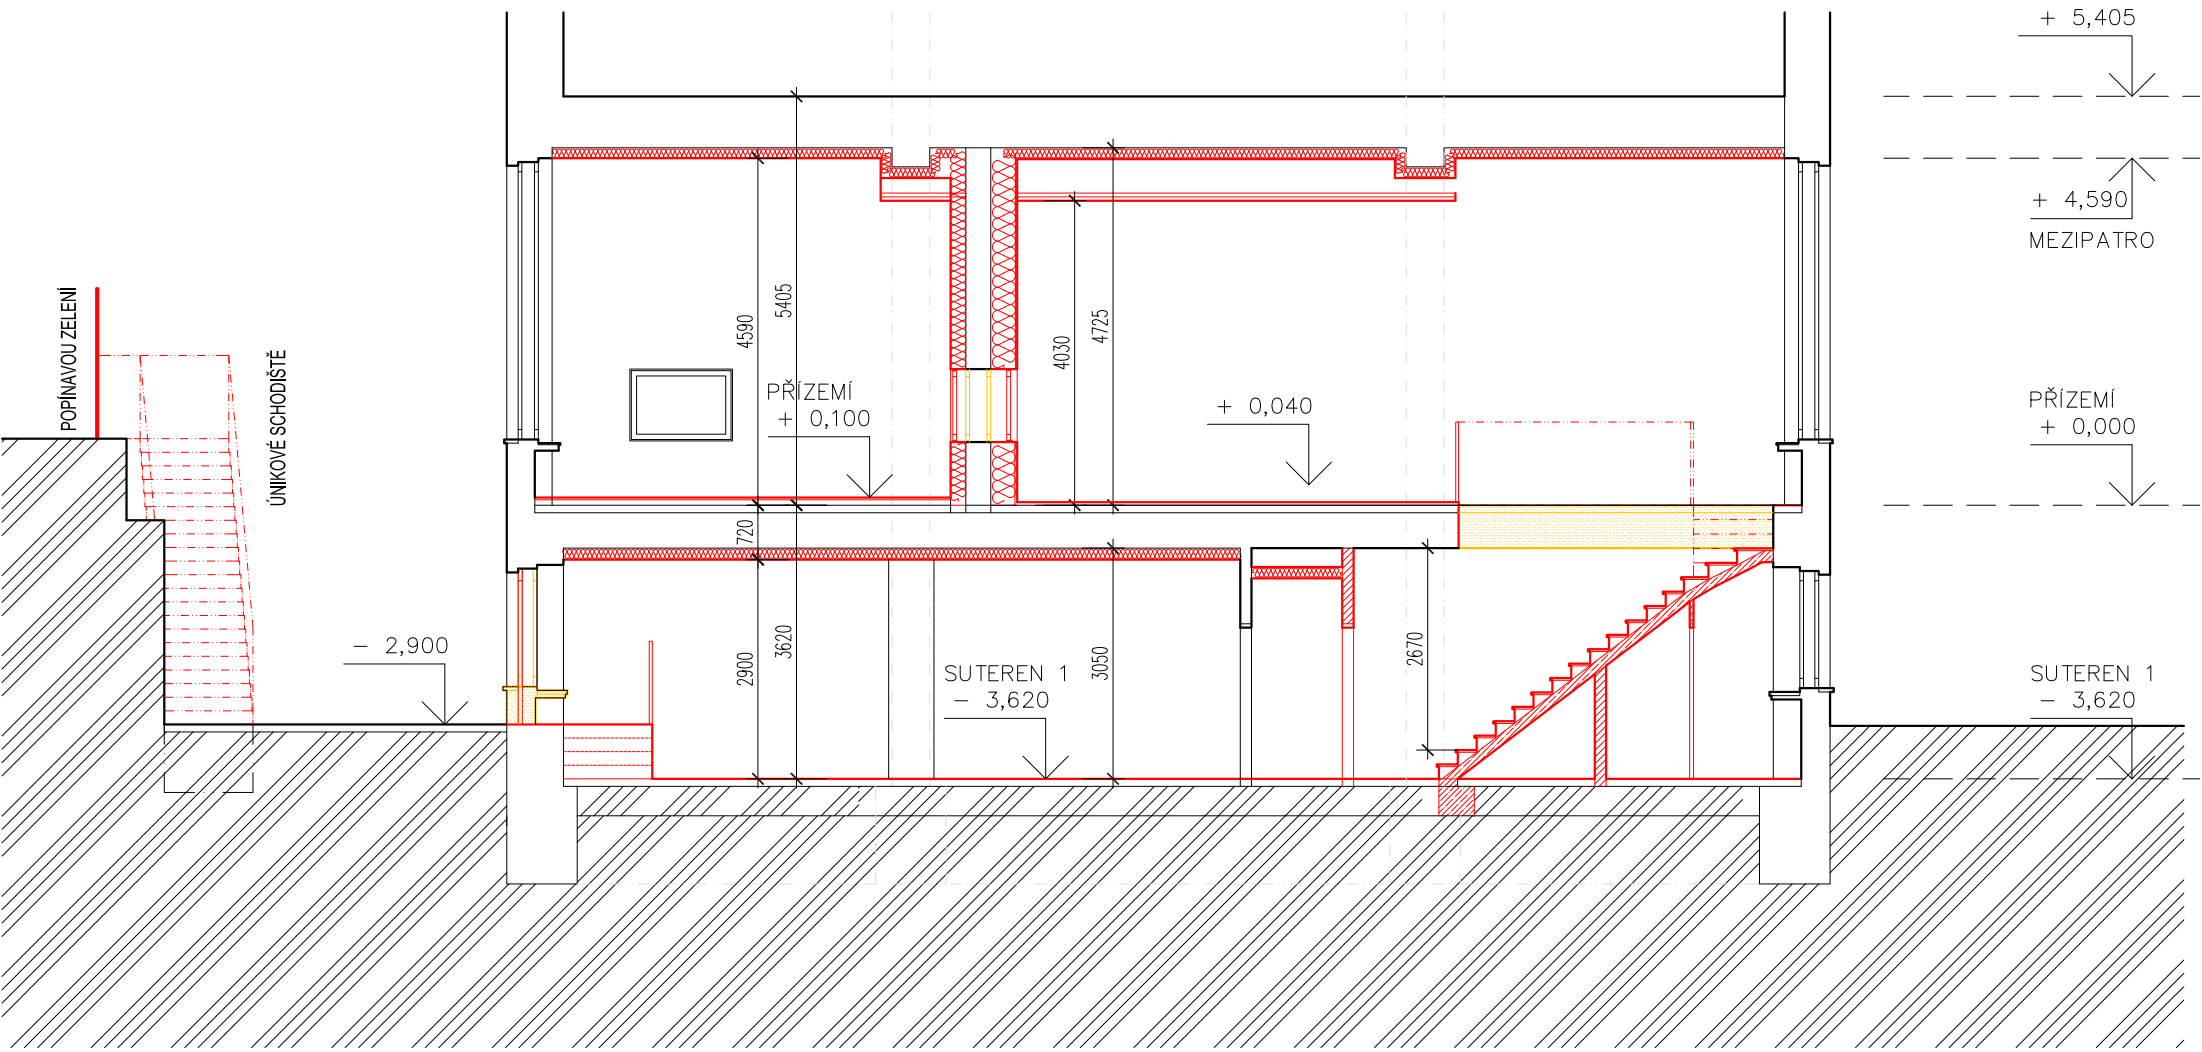 + 5,405
+ 4,590
MEZIPATRO
POPÍNAVOU ZELENÍ
ÚNIKOVÉ SCHODIŠTĚ
4590
5405
4030
4725
PŘÍZEMÍ
+ 0,100
+ 0,040
PŘÍZEMÍ
+ 0,000
720
- 2,900
2900
3620
SUTEREN 1
- 3,620
3050
2670
SUTEREN 1
- 3,620